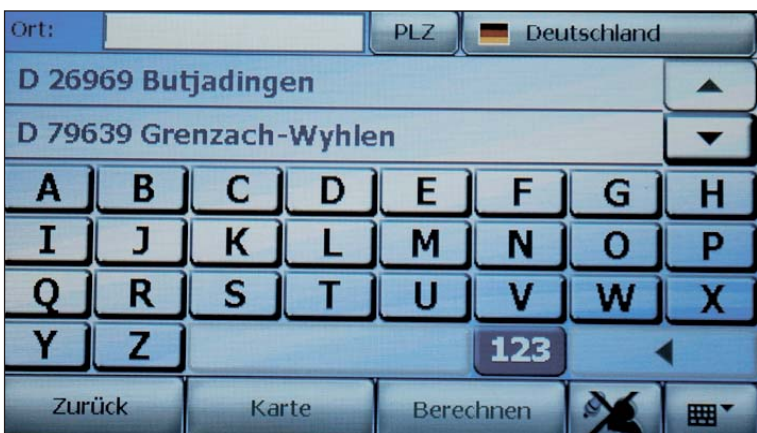 Ort: PLZ Deutschland
D 26969 Butjadingen
D 79639 Grenzach-Wyhlen
A B C D E F G H
I J K L M N O P
Q R S T U V W X
Y Z 123
Zurück Karte Berechnen